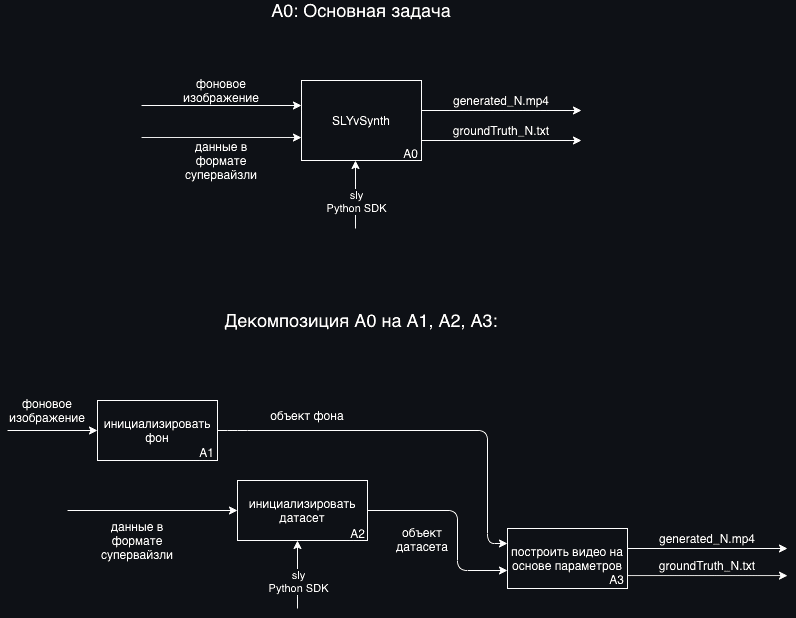 A0: Основная задача
фоновое
изображение
данные в
формате
супервайзли
SLYvSynth
A0
generated_N.mp4
groundTruth_N.txt
sly
Python SDK
Декомпозиция A0 на A1, A2, A3:
фоновое
изображение
инициализировать
фон
A1
объект фона
данные в
формате
супервайзли
инициализировать
датасет
A2
sly
Python SDK
объект
датасета
построить видео на
основе параметров
A3
generated_N.mp4
groundTruth_N.txt